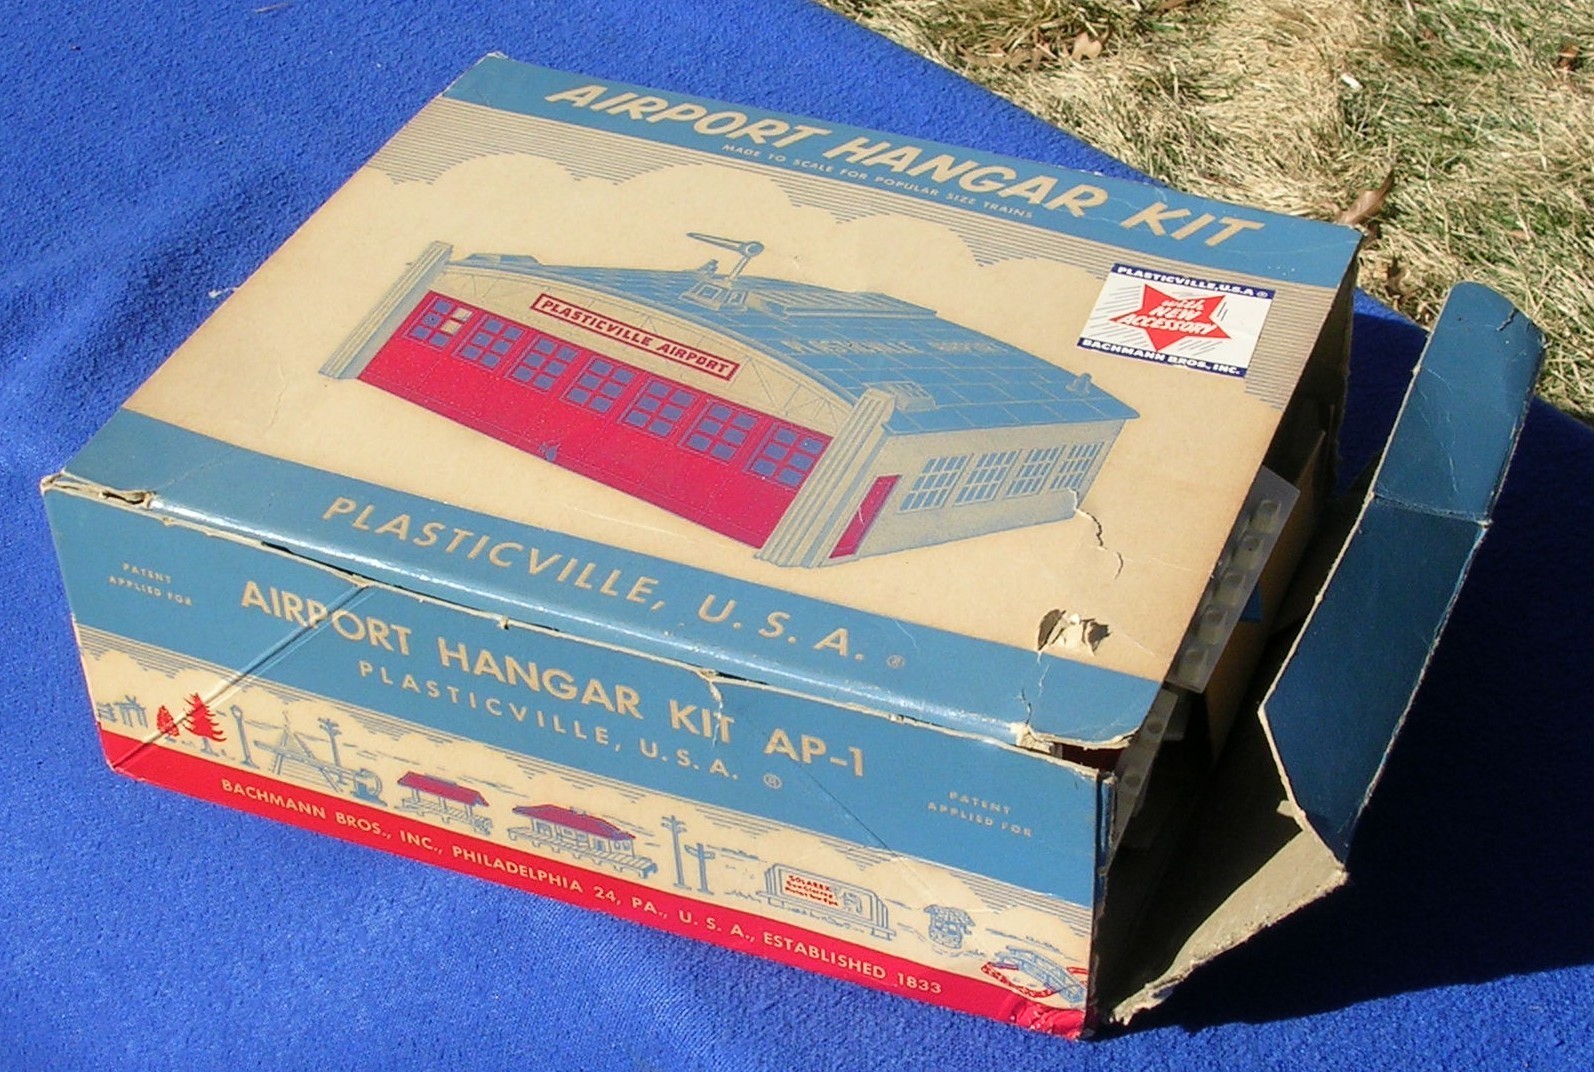 AIRPORT HANGAR KIT
MADE TO SCALE FOR POPULAR SIZE TRAINS
PLASTICVILLE, U.S.A ®
with
NEW
ACCESSORY
BACHMANN BROS., INC.
PLASTICVILLE AIRPORT
PLASTICVILLE, U. S. A. ®
PATENT
APPLIED FOR
AIRPORT HANGAR KIT AP-1
PLASTICVILLE, U. S. A. ®
PATENT
APPLIED FOR
BACHMANN BROS., INC., PHILADELPHIA 24, PA., U. S. A., ESTABLISHED 1833